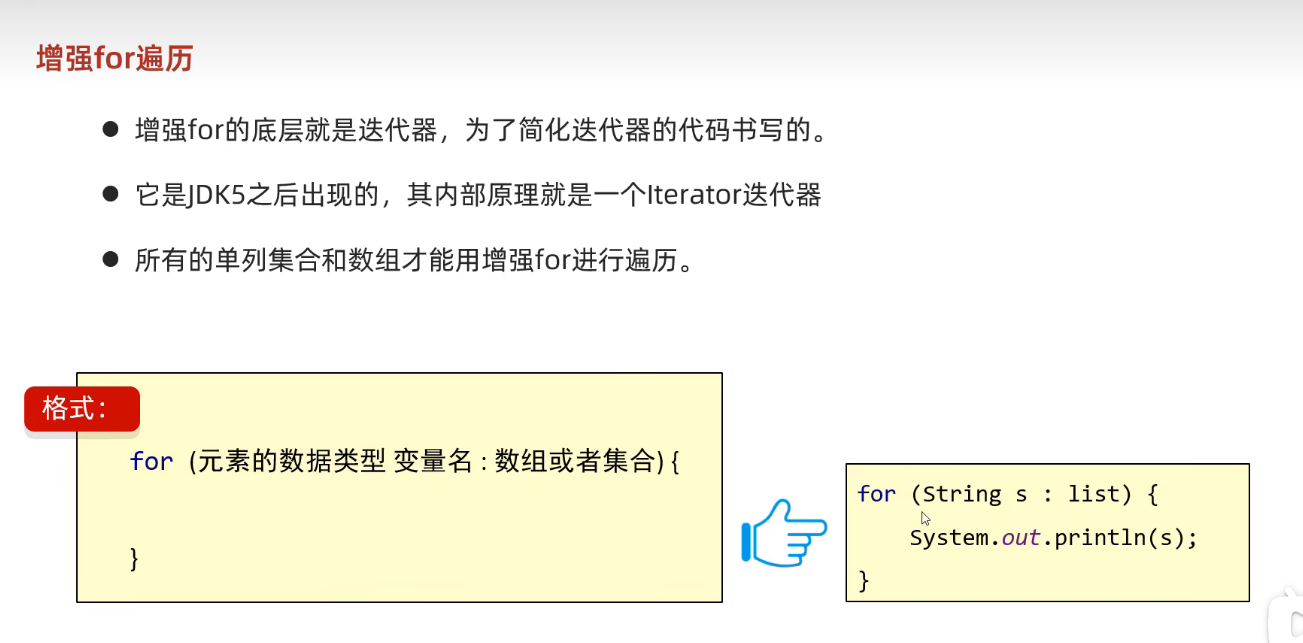 增强for遍历
增强for的底层就是迭代器，为了简化迭代器的代码书写的。
它是JDK5之后出现的，其内部原理就是一个Iterator迭代器
所有的单列集合和数组才能用增强for进行遍历。
格式：
for (元素的数据类型 变量名 : 数组或者集合) {
}
for (String s : list) {
System.out.println(s);
}